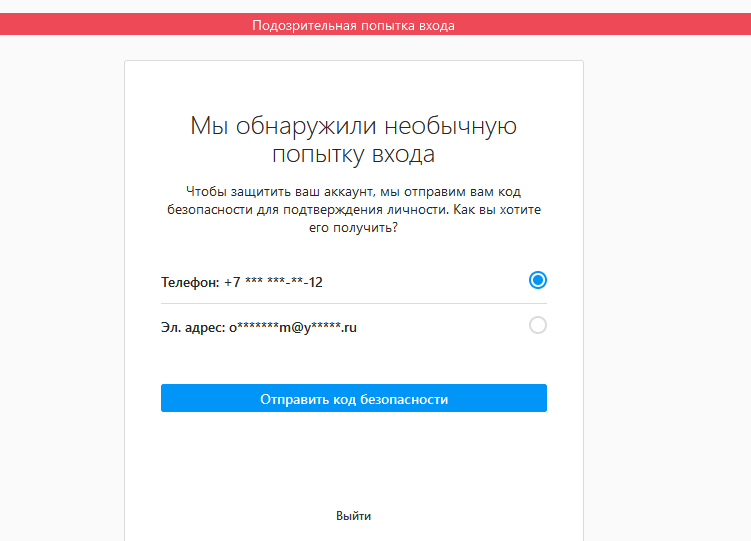 Подозрительная попытка входа
Мы обнаружили необычную
попытку входа
Чтобы защитить ваш аккаунт, мы отправим вам код
безопасности для подтверждения личности. Как вы хотите
его получить?
Телефон: +7 *** ***-**-12
Эл. адрес: o*******m@y*****.ru
Отправить код безопасности
Выйти